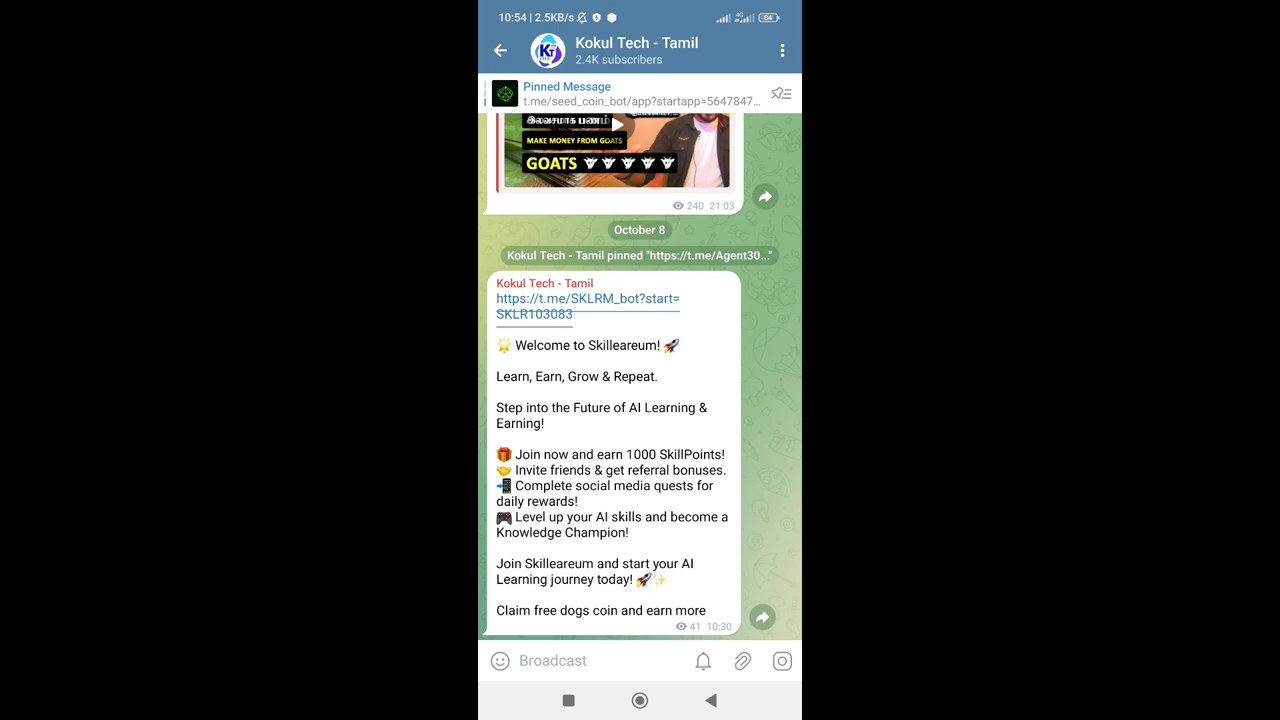 10:54 | 2.5KB/s
4G
84
Kokul Tech - Tamil
2.4K subscribers
Pinned Message
t.me/seed_coin_bot/app?startapp=5647847...
MAKE MONEY FROM GOATS
GOATS
240 21:03
October 8
Kokul Tech - Tamil pinned "https://t.me/Agent30..."
Kokul Tech - Tamil
https://t.me/SKLRM_bot?start=
SKLR103083
🌟 Welcome to Skilleareum! 🚀
Learn, Earn, Grow & Repeat.
Step into the Future of AI Learning &
Earning!
🎁 Join now and earn 1000 SkillPoints!
🤝 Invite friends & get referral bonuses.
📲 Complete social media quests for
daily rewards!
🎮 Level up your AI skills and become a
Knowledge Champion!
Join Skilleareum and start your AI
Learning journey today! 🚀✨
Claim free dogs coin and earn more
41 10:30
Broadcast